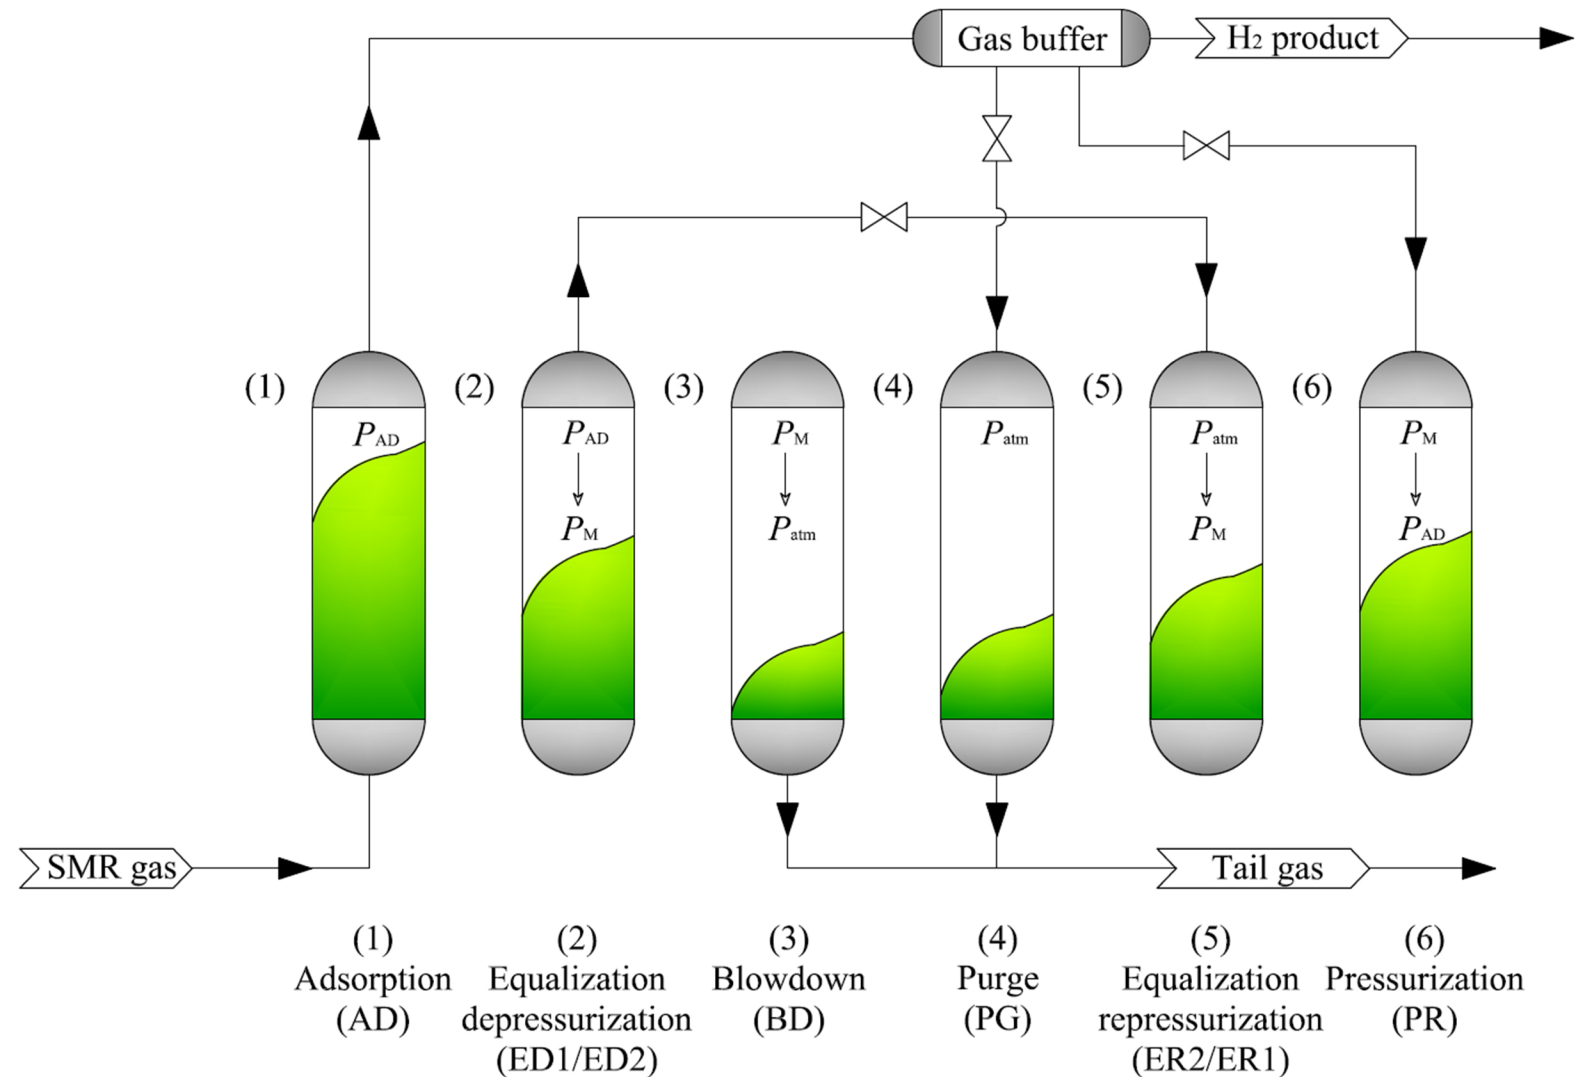 Gas buffer
H2 product
(1)
(2)
(3)
(4)
(5)
(6)
PAD
PAD
PM
Patm
Patm
PM
PM
Patm
PM
PAD
SMR gas
Tail gas
(1)
Adsorption
(AD)
(2)
Equalization
depressurization
(ED1/ED2)
(3)
Blowdown
(BD)
(4)
Purge
(PG)
(5)
Equalization
repressurization
(ER2/ER1)
(6)
Pressurization
(PR)